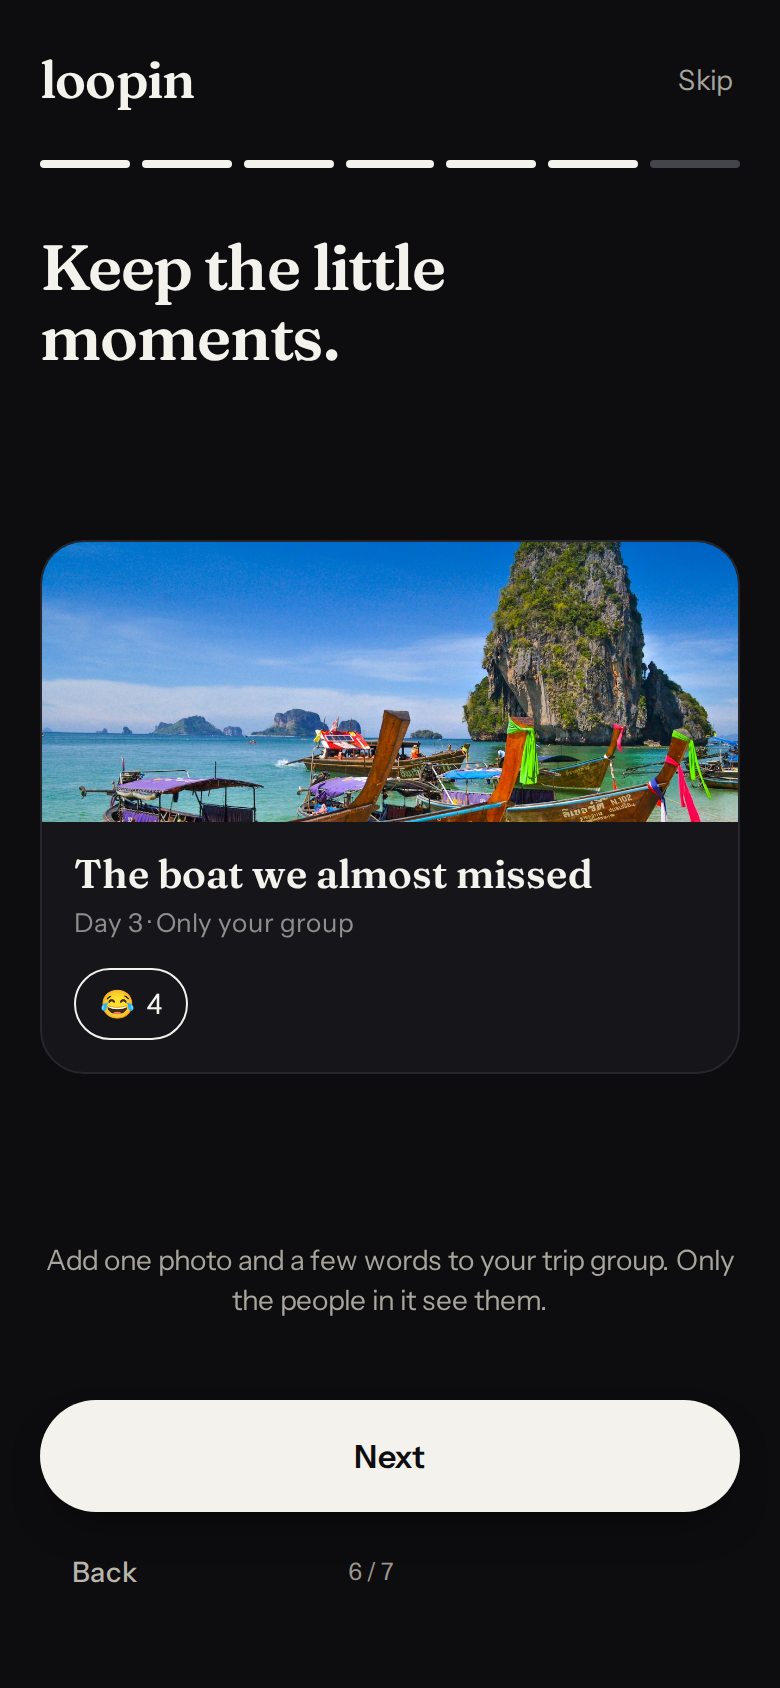 loopin
Skip
Keep the little
moments.
N.102
The boat we almost missed
Day 3 · Only your group
😂 4
Add one photo and a few words to your trip group. Only
the people in it see them.
Next
Back
6 / 7